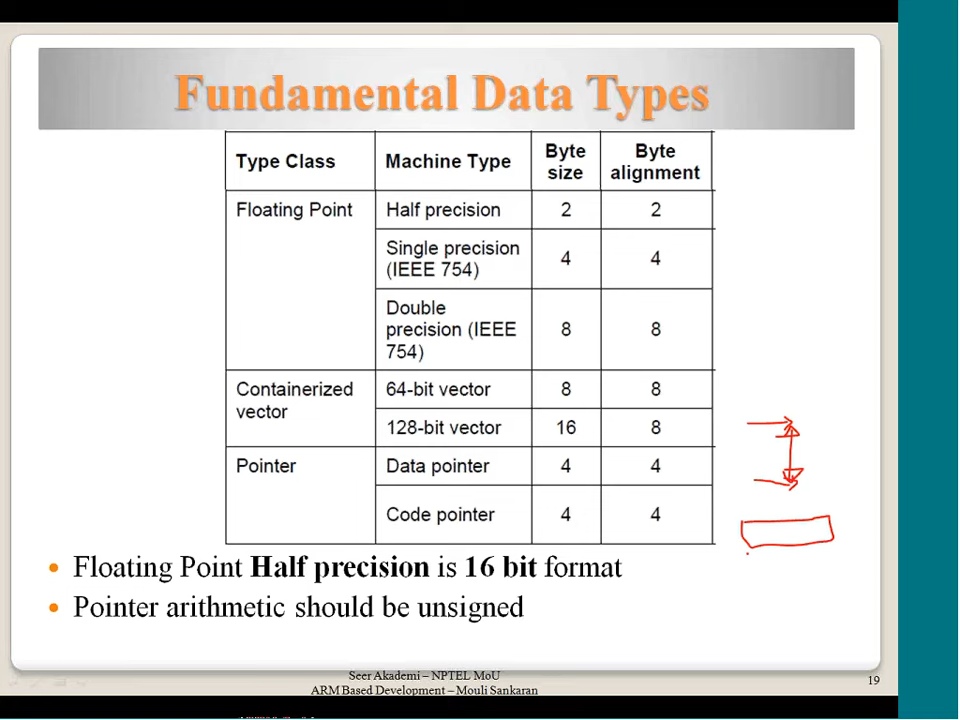 Fundamental Data Types
Type Class Machine Type Byte size Byte alignment
Floating Point Half precision 2 2
Single precision (IEEE 754) 4 4
Double precision (IEEE 754) 8 8
Containerized vector 64-bit vector 8 8
128-bit vector 16 8
Pointer Data pointer 4 4
Code pointer 4 4
• Floating Point Half precision is 16 bit format
• Pointer arithmetic should be unsigned
Seer Akademi – NPTEL MoU
ARM Based Development – Mouli Sankaran
19